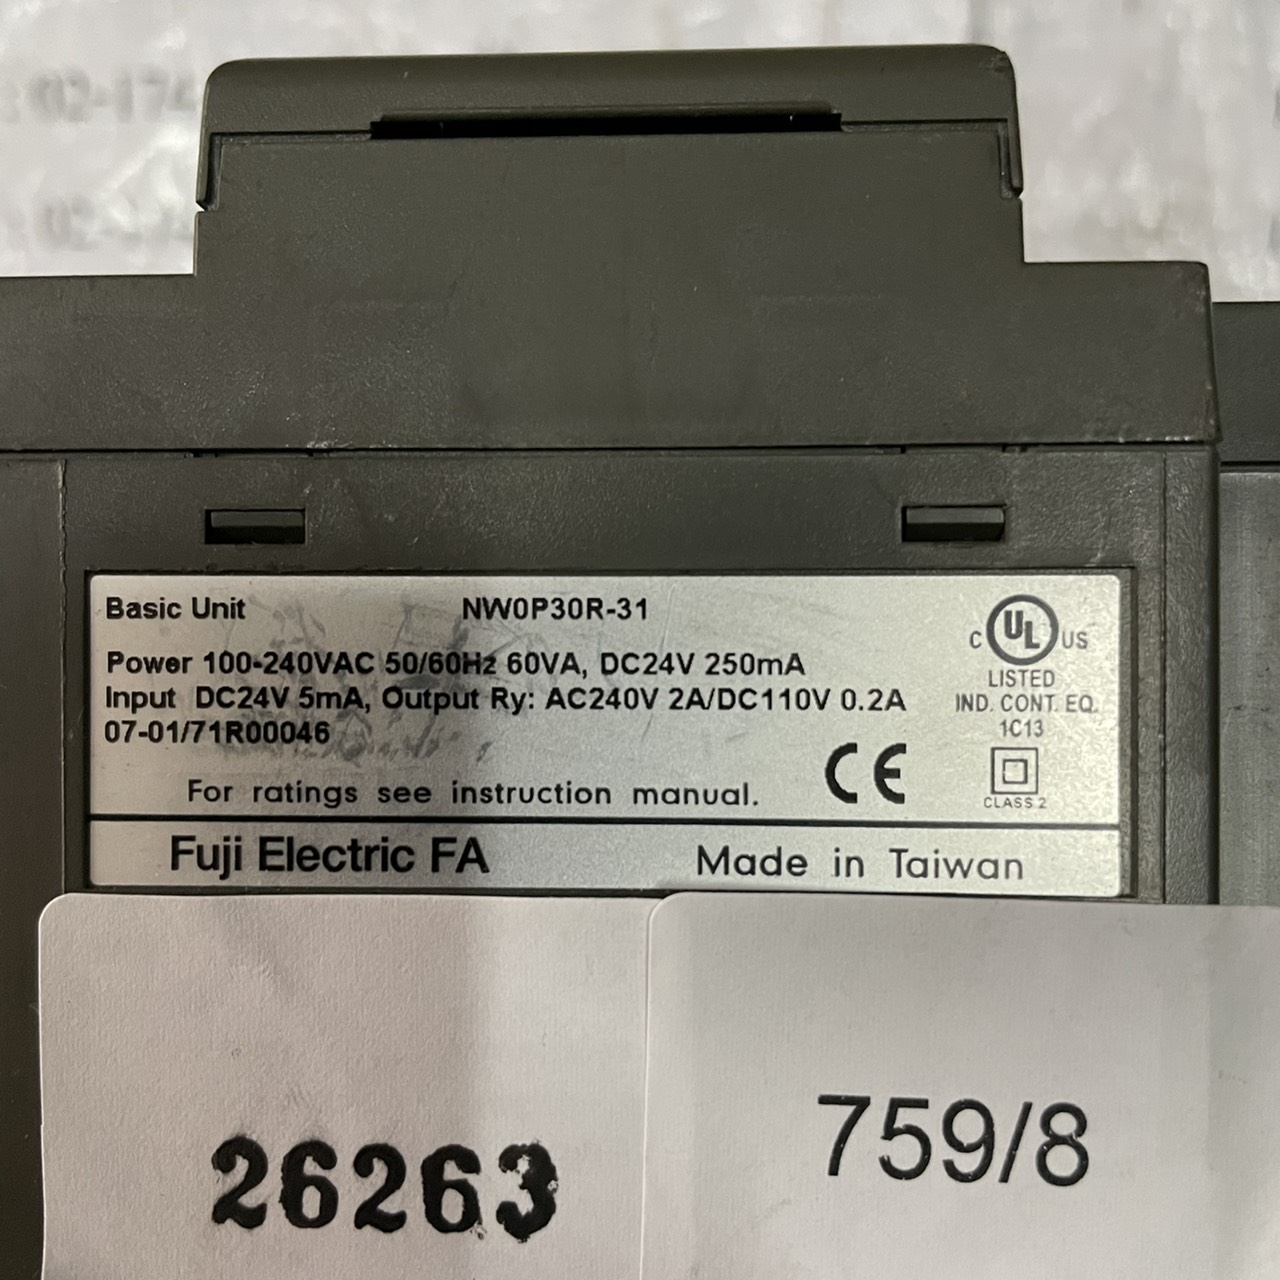 Basic Unit NW0P30R-31
Power 100-240VAC 50/60Hz 60VA, DC24V 250mA
Input DC24V 5mA, Output Ry: AC240V 2A/DC110V 0.2A
07-01/71R00046
For ratings see instruction manual.
CE
C UL US
LISTED
IND. CONT. EQ.
1C13
CLASS 2
Fuji Electric FA Made in Taiwan
26263
759/8